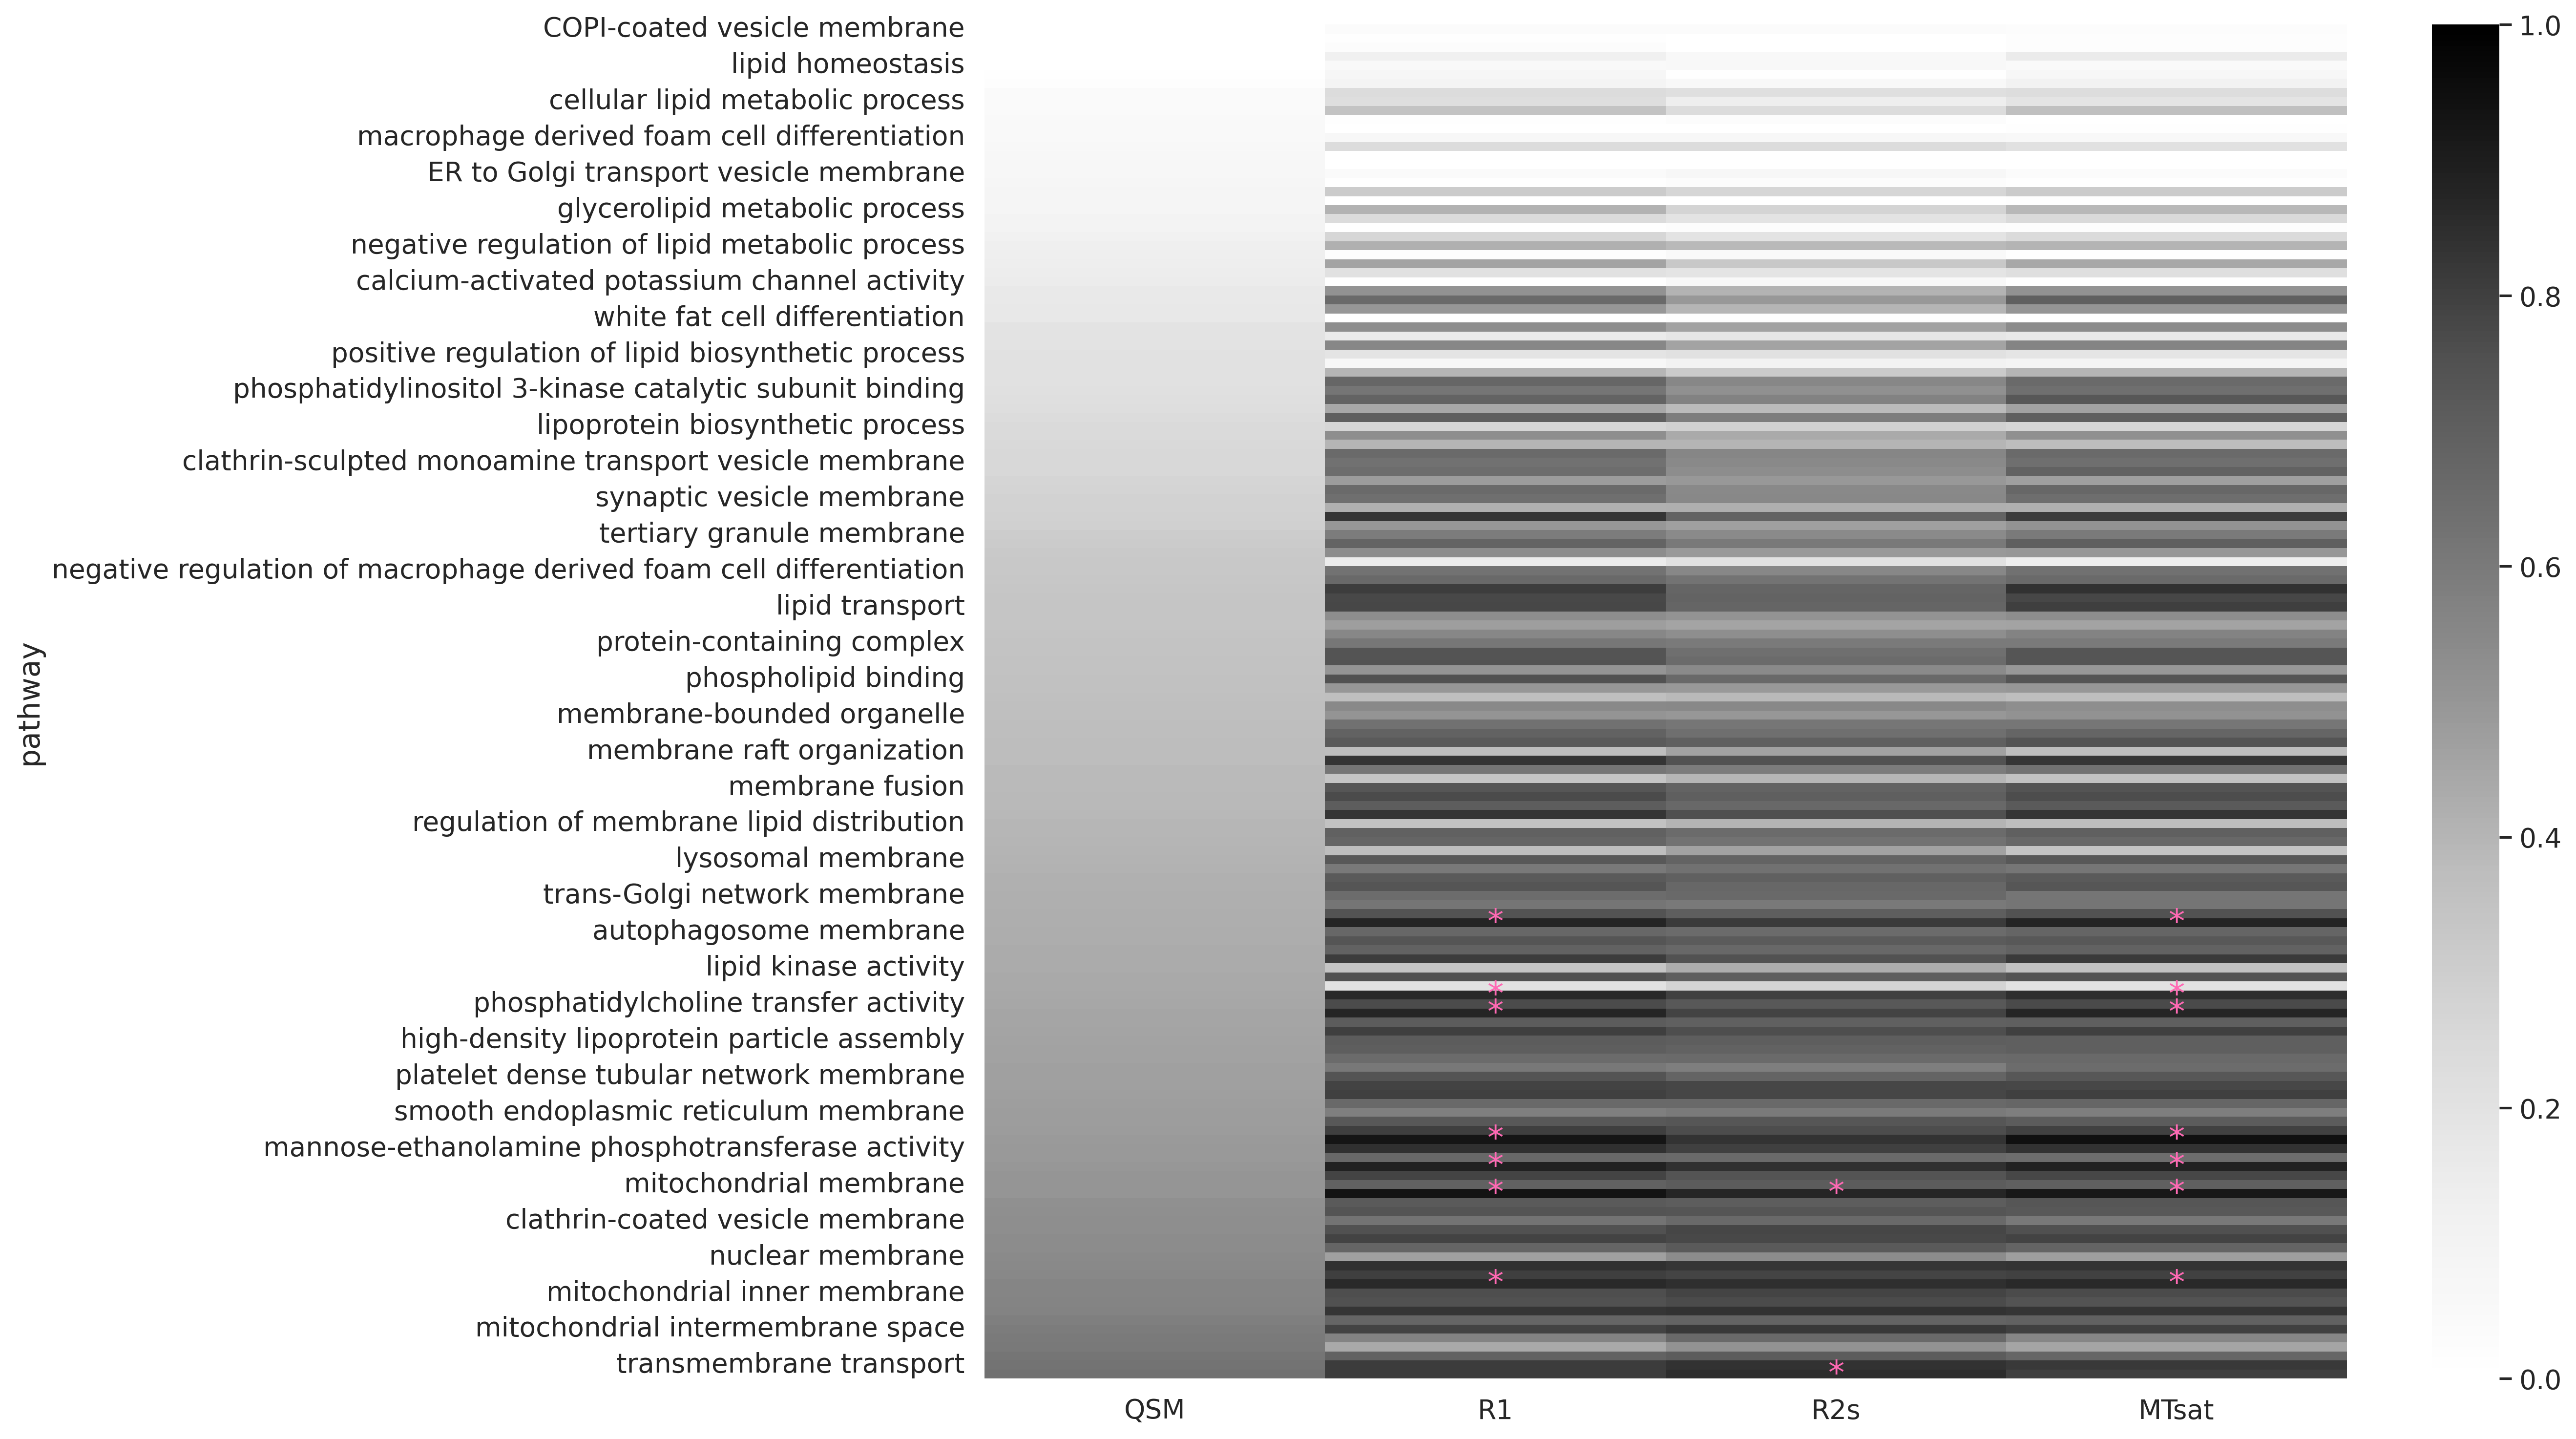 COPI-coated vesicle membrane
lipid homeostasis
cellular lipid metabolic process
macrophage derived foam cell differentiation
ER to Golgi transport vesicle membrane
glycerolipid metabolic process
negative regulation of lipid metabolic process
calcium-activated potassium channel activity
white fat cell differentiation
positive regulation of lipid biosynthetic process
phosphatidylinositol 3-kinase catalytic subunit binding
lipoprotein biosynthetic process
clathrin-sculpted monoamine transport vesicle membrane
synaptic vesicle membrane
tertiary granule membrane
negative regulation of macrophage derived foam cell differentiation
lipid transport
protein-containing complex
phospholipid binding
membrane-bounded organelle
membrane raft organization
membrane fusion
regulation of membrane lipid distribution
lysosomal membrane
trans-Golgi network membrane
autophagosome membrane
lipid kinase activity
phosphatidylcholine transfer activity
high-density lipoprotein particle assembly
platelet dense tubular network membrane
smooth endoplasmic reticulum membrane
mannose-ethanolamine phosphotransferase activity
mitochondrial membrane
clathrin-coated vesicle membrane
nuclear membrane
mitochondrial inner membrane
mitochondrial intermembrane space
transmembrane transport
pathway
* *
* *
* *
* *
* *
* * *
* *
*
QSM R1 R2s MTsat
1.0
0.8
0.6
0.4
0.2
0.0